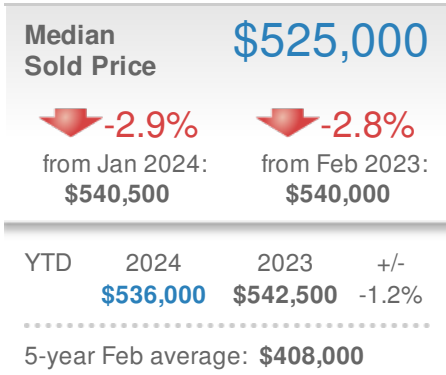 Median
Sold Price
$525,000
-2.9%
from Jan 2024:
$540,500
-2.8%
from Feb 2023:
$540,000
YTD 2024 2023 +/-
$536,000 $542,500 -1.2%
5-year Feb average: $408,000